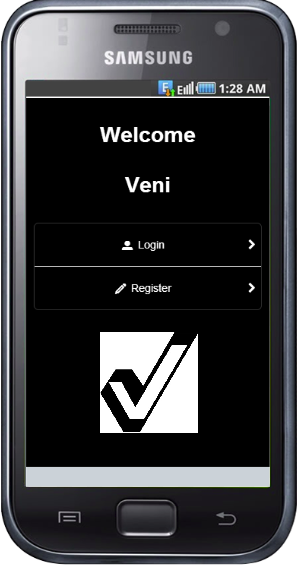 SAMSUNG
E 1:28 AM
Welcome
Veni
Login
Register